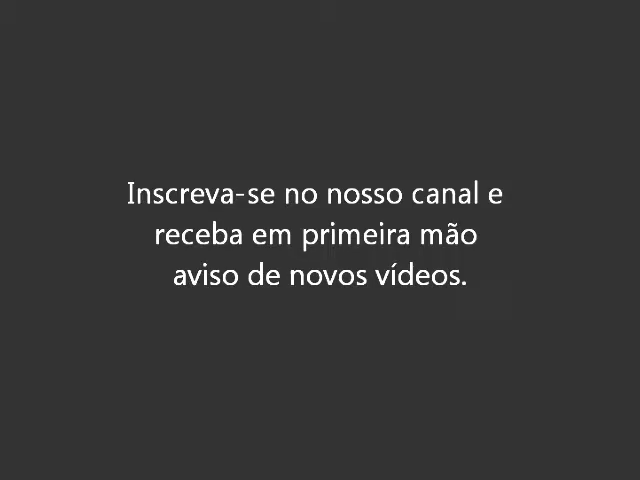 Inscreva-se no nosso canal e
receba em primeira mão
aviso de novos vídeos.